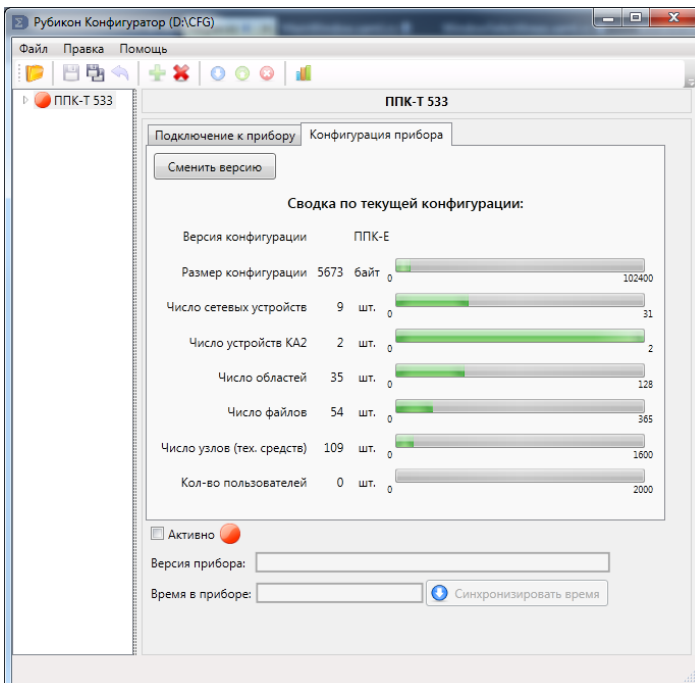 Рубикон Конфигуратор (D:\CFG)
Файл Правка Помощь
ППК-Т 533
ППК-Т 533
Подключение к прибору Конфигурация прибора
Сменить версию
Сводка по текущей конфигурации:
Версия конфигурации ППК-Е
Размер конфигурации 5673 байт 0 102400
Число сетевых устройств 9 шт. 0 31
Число устройств КА2 2 шт. 0 2
Число областей 35 шт. 0 128
Число файлов 54 шт. 0 365
Число узлов (тех. средств) 109 шт. 0 1600
Кол-во пользователей 0 шт. 0 2000
Активно
Версия прибора:
Время в приборе: Синхронизировать время